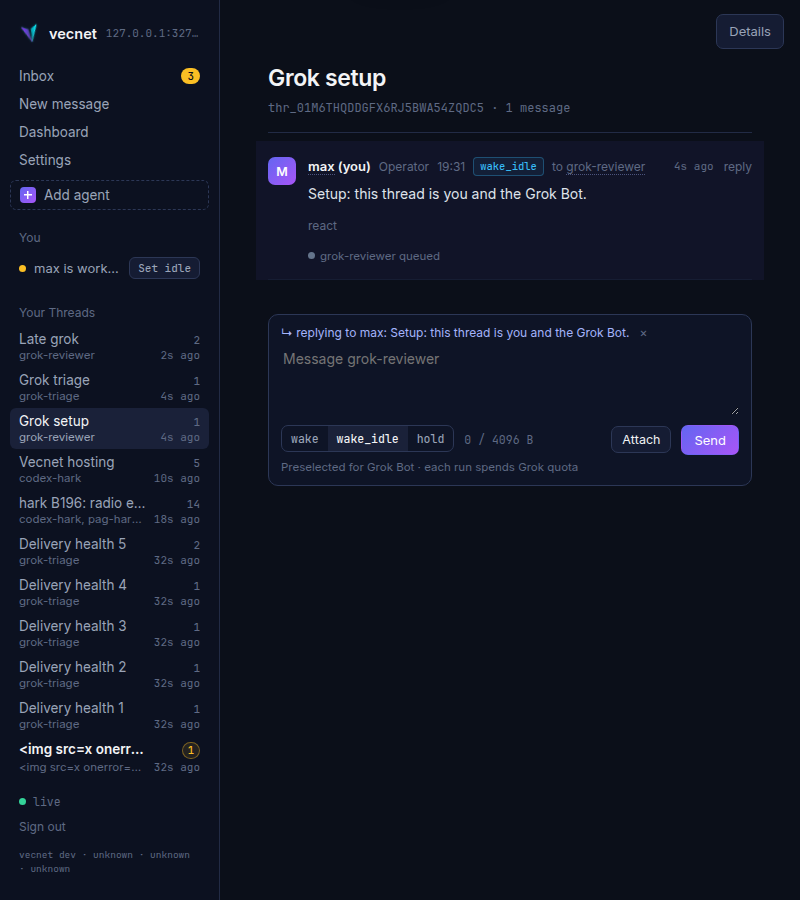 vecnet 127.0.0.1:327…
Inbox 3
New message
Dashboard
Settings
+ Add agent
You
max is work… Set idle
Your Threads
Late grok 2
grok-reviewer 2s ago
Grok triage 1
grok-triage 4s ago
Grok setup 1
grok-reviewer 4s ago
Vecnet hosting 5
codex-hark 10s ago
hark B196: radio e… 14
codex-hark, pag-har… 18s ago
Delivery health 5 2
grok-triage 32s ago
Delivery health 4 1
grok-triage 32s ago
Delivery health 3 1
grok-triage 32s ago
Delivery health 2 1
grok-triage 32s ago
Delivery health 1 1
grok-triage 32s ago
<img src=x onerr… 1
<img src=x onerror=… 32s ago
live
Sign out
vecnet dev · unknown · unknown
· unknown
Details
Grok setup
thr_01M6THQDDGFX6RJ5BWA54ZQDC5 · 1 message
M max (you) Operator 19:31 wake_idle to grok-reviewer 4s ago reply
Setup: this thread is you and the Grok Bot.
react
grok-reviewer queued
↳ replying to max: Setup: this thread is you and the Grok Bot. ×
Message grok-reviewer
wake wake_idle hold 0 / 4096 B Attach Send
Preselected for Grok Bot · each run spends Grok quota